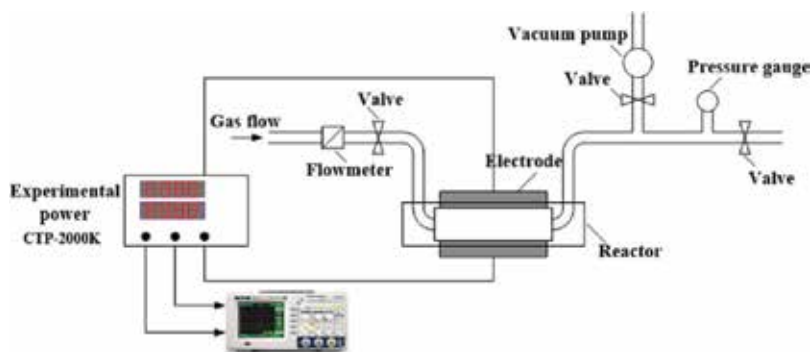 Vacuum pump
Pressure gauge
Valve
Valve
Gas flow
Flowmeter
Electrode
Valve
Experimental
power
CTP-2000K
Reactor